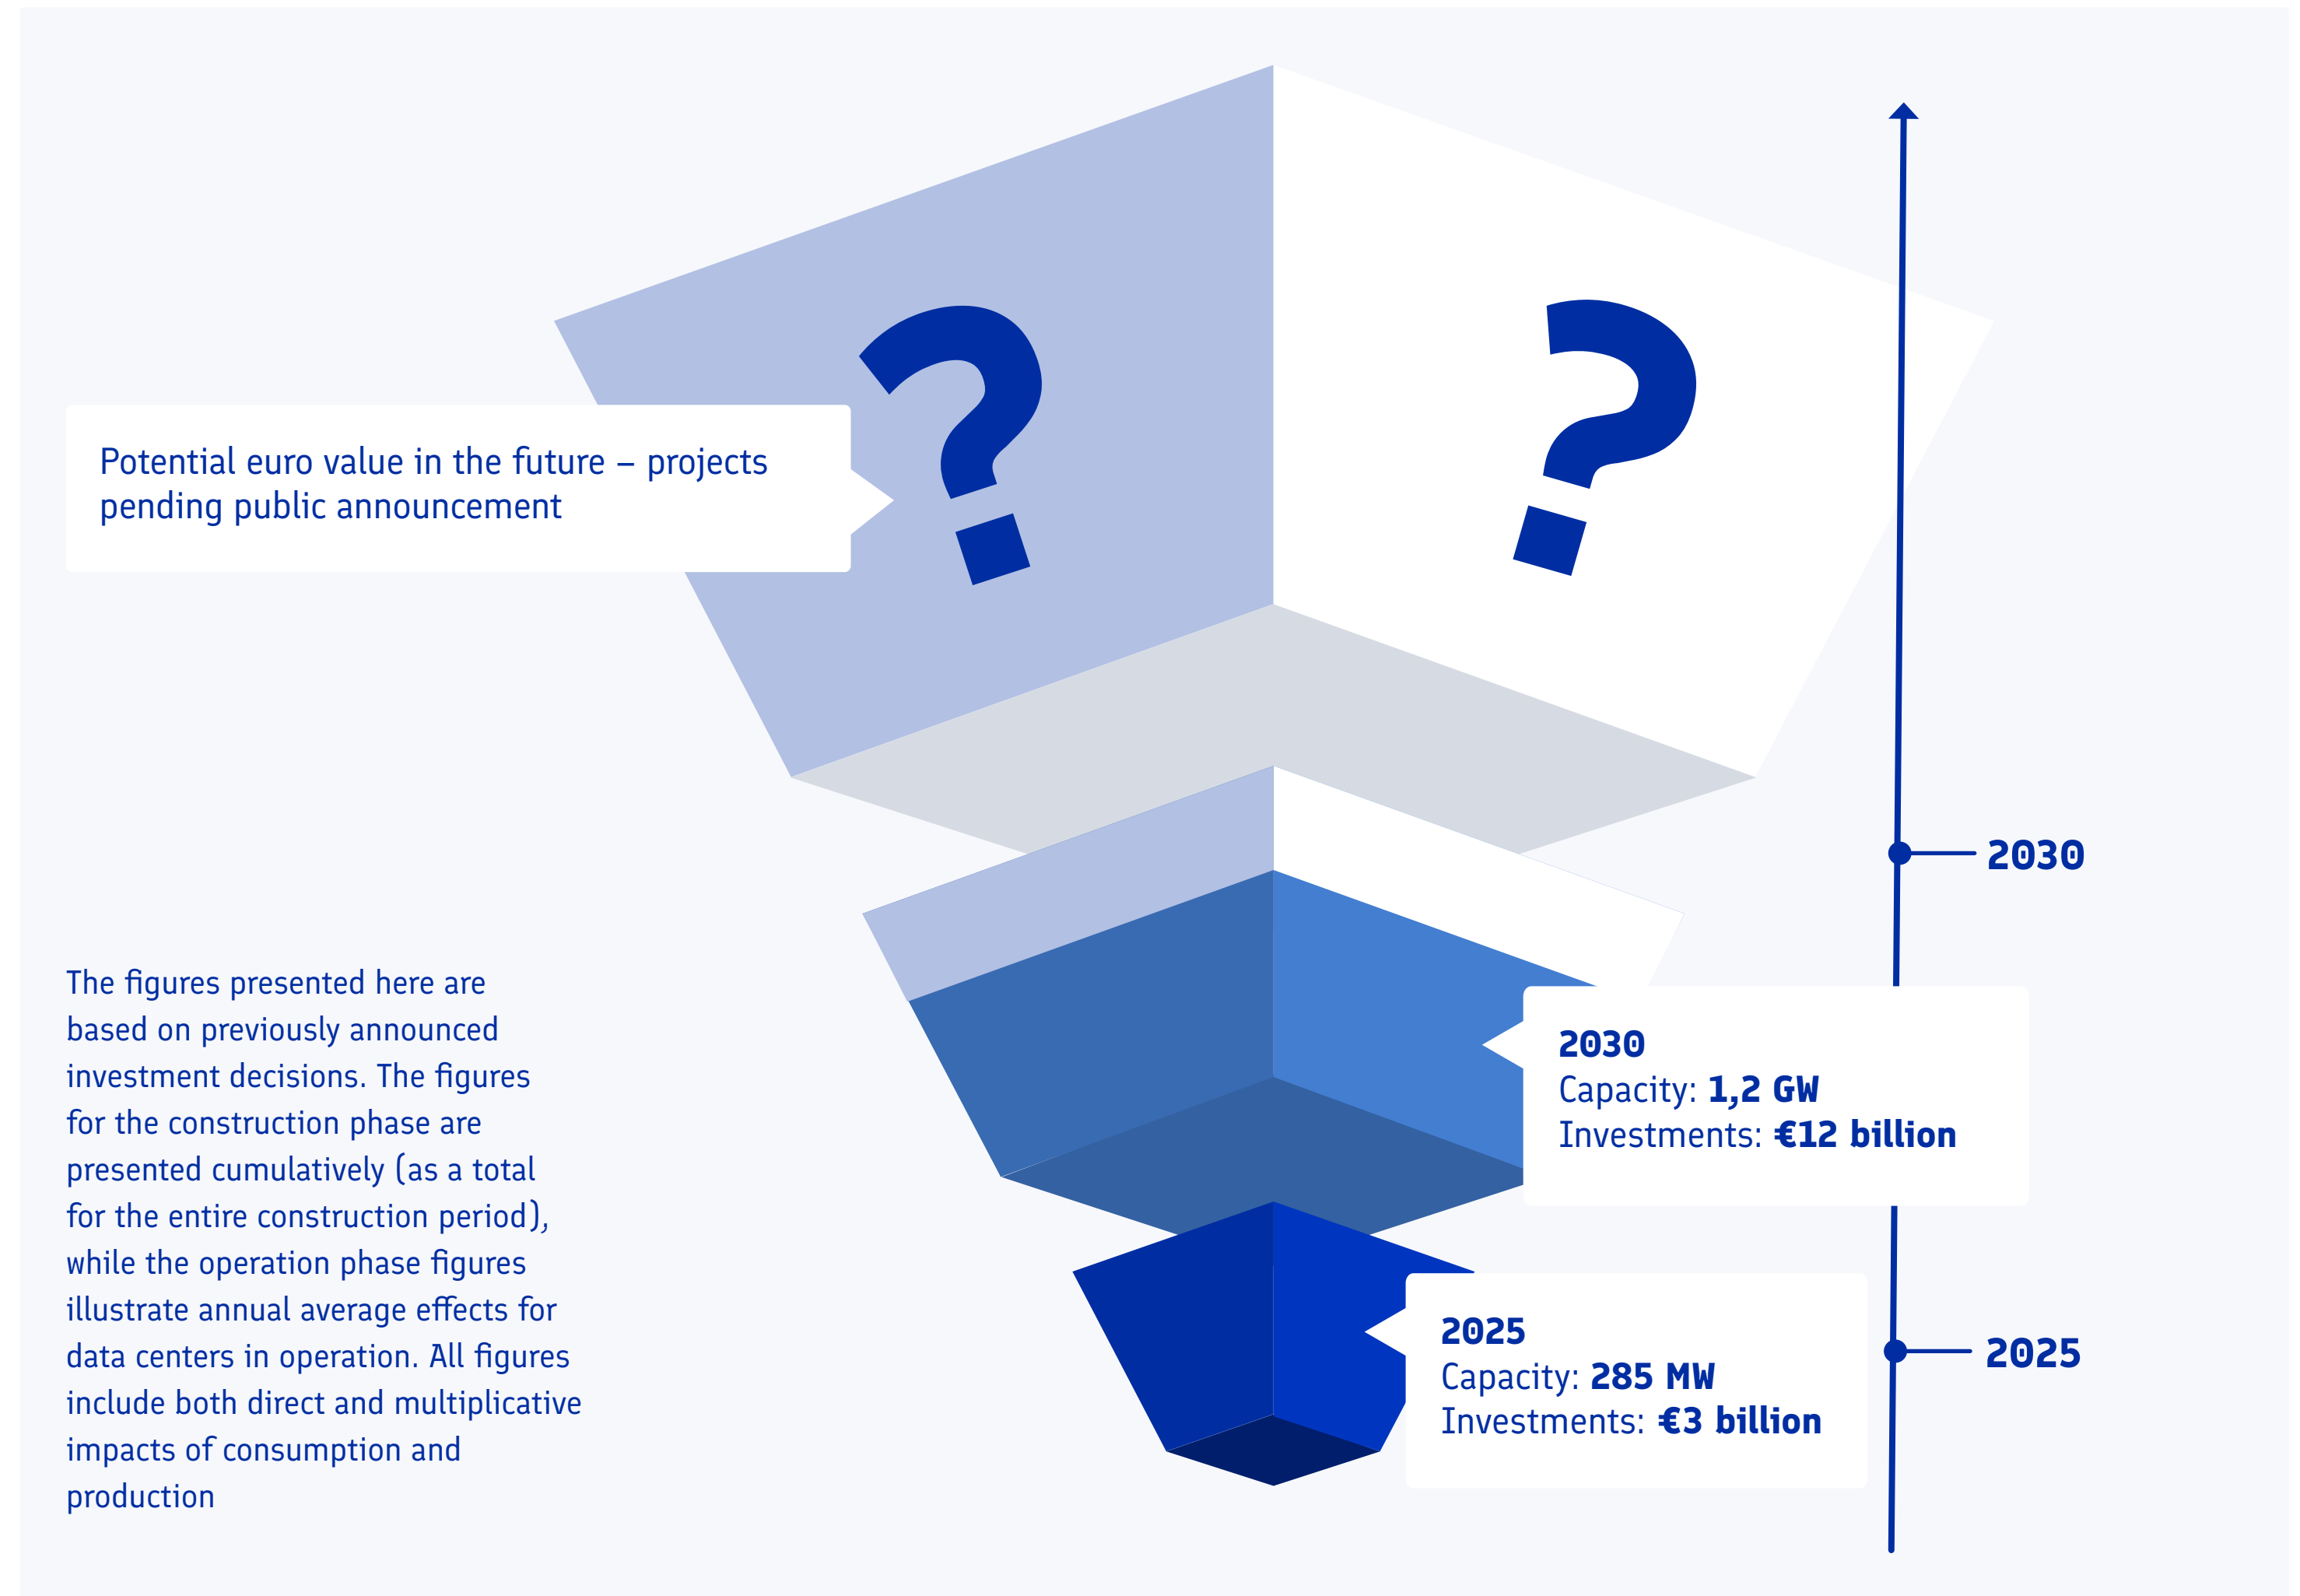 ?
?
Potential euro value in the future – projects
pending public announcement
2030
The figures presented here are
based on previously announced
investment decisions. The figures
for the construction phase are
presented cumulatively (as a total
for the entire construction period),
while the operation phase figures
illustrate annual average effects for
data centers in operation. All figures
include both direct and multiplicative
impacts of consumption and
production
2030
Capacity: 1,2 GW
Investments: €12 billion
2025
Capacity: 285 MW
Investments: €3 billion
2025